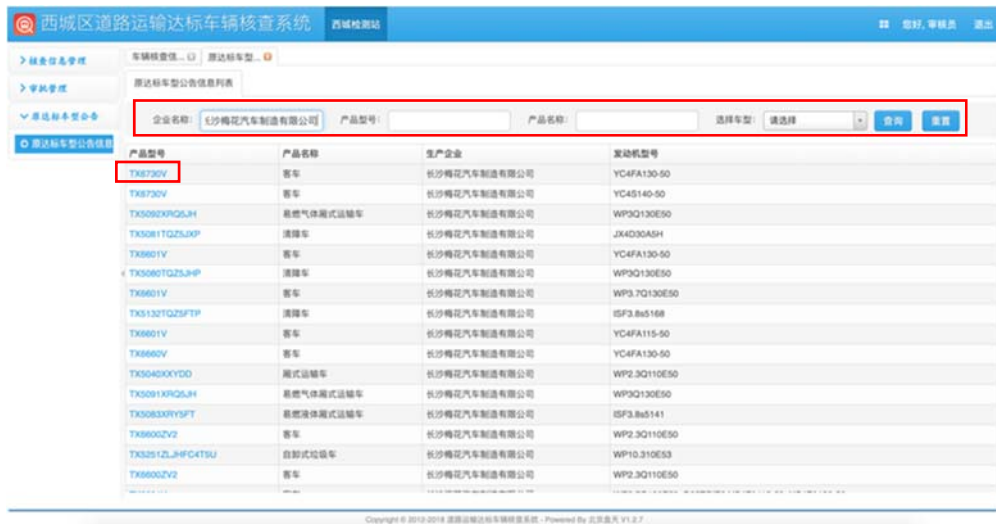 西城区道路运输达标车辆核查系统 西城检测站 您好, 审核员 退出
核查信息管理
车辆核查信... 原达标车型...
审批管理
原达标车型公告信息列表
原达标车型公告
企业名称: 长沙梅花汽车制造有限公司 产品型号: 产品名称: 选择车型: 请选择 查询 重置
原达标车型公告信息
产品型号 产品名称 生产企业 发动机型号
TX6730V 客车 长沙梅花汽车制造有限公司 YC4FA130-50
TX6730V 客车 长沙梅花汽车制造有限公司 YC4S140-50
TX5092XRQ5JH 易燃气体厢式运输车 长沙梅花汽车制造有限公司 WP3Q130E50
TX5081TQZ5JXP 清障车 长沙梅花汽车制造有限公司 JX4D30A5H
TX6601V 客车 长沙梅花汽车制造有限公司 YC4FA130-50
TX5080TQZ5JHP 清障车 长沙梅花汽车制造有限公司 WP3Q130E50
TX6601V 客车 长沙梅花汽车制造有限公司 WP3.7Q130E50
TX5132TQZ5FTP 清障车 长沙梅花汽车制造有限公司 ISF3.8s5168
TX6601V 客车 长沙梅花汽车制造有限公司 YC4FA115-50
TX6660V 客车 长沙梅花汽车制造有限公司 YC4FA130-50
TX5040XXYDD 厢式运输车 长沙梅花汽车制造有限公司 WP2.3Q110E50
TX5091XRQ5JH 易燃气体厢式运输车 长沙梅花汽车制造有限公司 WP3Q130E50
TX5083XRY5FT 易燃液体厢式运输车 长沙梅花汽车制造有限公司 ISF3.8s5141
TX6600ZV2 客车 长沙梅花汽车制造有限公司 WP2.3Q110E50
TX5251ZLJHFC4T5U 自卸式垃圾车 长沙梅花汽车制造有限公司 WP10.310E53
TX6600ZV2 客车 长沙梅花汽车制造有限公司 WP2.3Q110E50
Copyright © 2012-2018 道路运输达标车辆核查系统 - Powered By V1.2.7